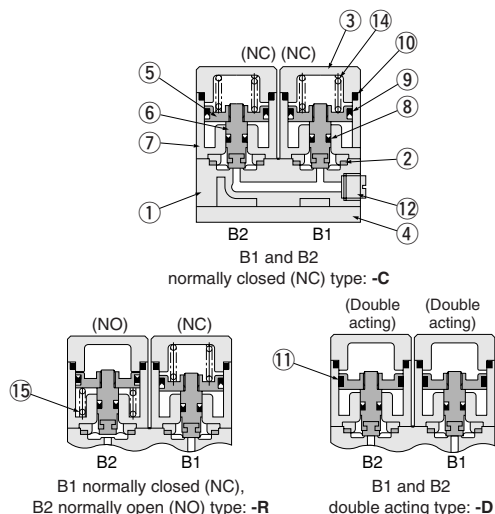 ③ ⑭
(NC) (NC) ⑩
⑤ ⑨
⑥ ⑧
⑦
②
①
⑫
④
B2 B1
B1 and B2
normally closed (NC) type: -C
(NO) (NC)
⑮
B2 B1
B1 normally closed (NC),
B2 normally open (NO) type: -R
(Double acting) (Double acting)
⑪
B2 B1
B1 and B2
double acting type: -D